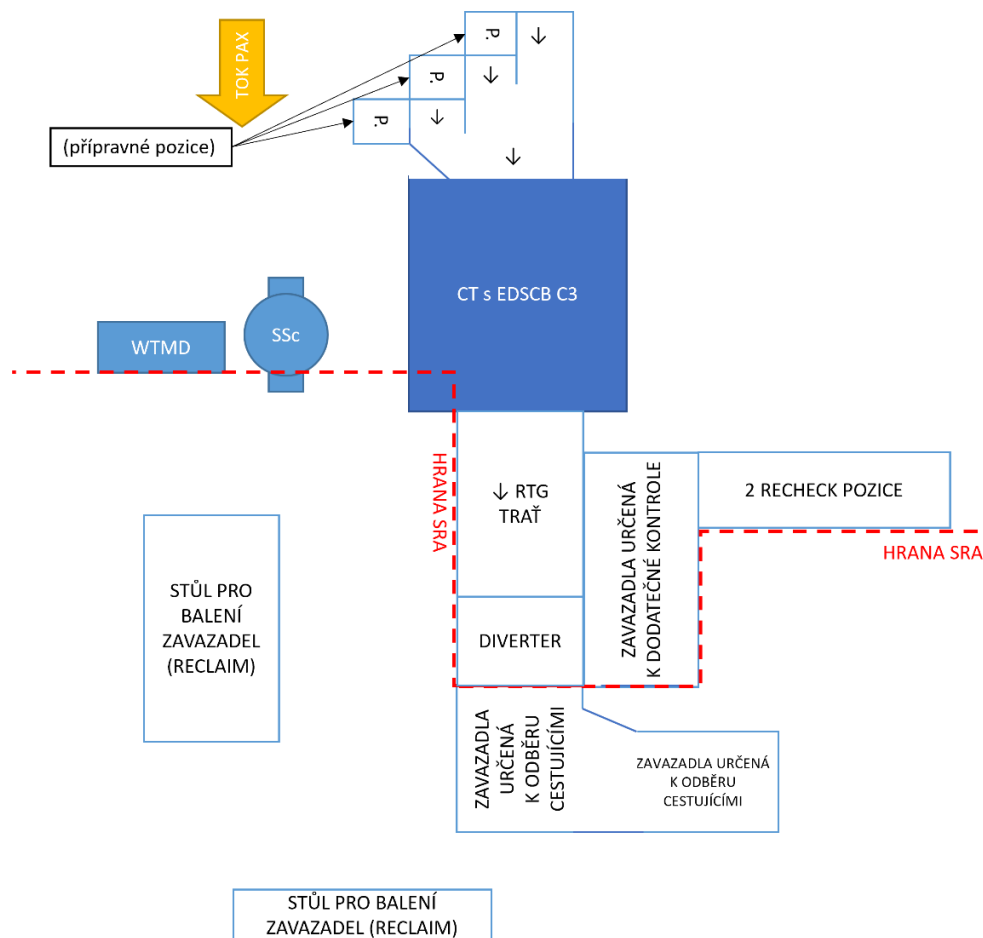 TOK PAX
P.
↓
P.
↓
P.
↓
(přípravné pozice)
↓
CT s EDSCB C3
SSc
WTMD
HRANA SRA
↓ RTG
TRAŤ
ZAVAZADLA URČENÁ
K DODATEČNÉ KONTROLE
2 RECHECK POZICE
HRANA SRA
STŮL PRO
BALENÍ
ZAVAZADEL
(RECLAIM)
DIVERTER
ZAVAZADLA
URČENÁ
K ODBĚRU
CESTUJÍCÍMI
ZAVAZADLA URČENÁ
K ODBĚRU
CESTUJÍCÍMI
STŮL PRO BALENÍ
ZAVAZADEL (RECLAIM)